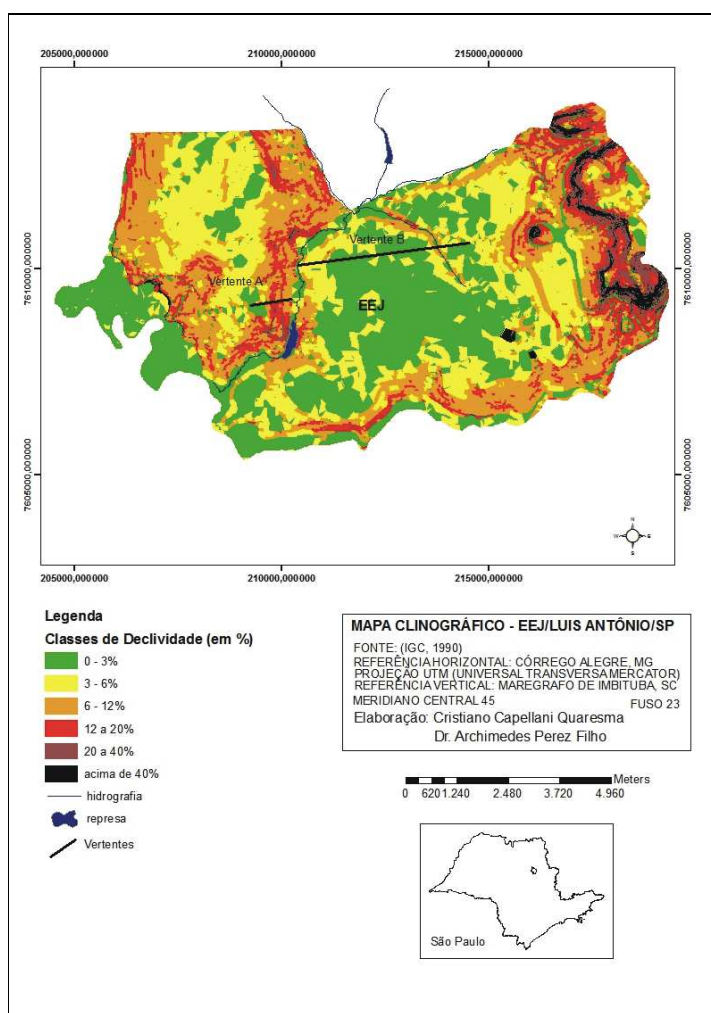 205000,000000
210000,000000
215000,000000
7610000,000000
7610000,000000
7605000,000000
7605000,000000
Vertente B
Vertente A
EEJ
N
W
E
S
205000,000000
210000,000000
215000,000000
Legenda
Classes de Declividade (em %)
0 - 3%
3 - 6%
6 - 12%
12 a 20%
20 a 40%
acima de 40%
hidrografia
represa
Vertentes
MAPA CLINOGRÁFICO - EEJ/LUIS ANTÔNIO/SP
FONTE: (IGC, 1990)
REFERÊNCIA HORIZONTAL: CÓRREGO ALEGRE, MG
PROJEÇÃO UTM (UNIVERSAL TRANSVERSA MERCATOR)
REFERÊNCIA VERTICAL: MAREGRAFO DE IMBITUBA, SC
MERIDIANO CENTRAL 45 FUSO 23
Elaboração: Cristiano Capellani Quaresma
Dr. Archimedes Perez Filho
Meters
0 620 1.240 2.480 3.720 4.960
São Paulo